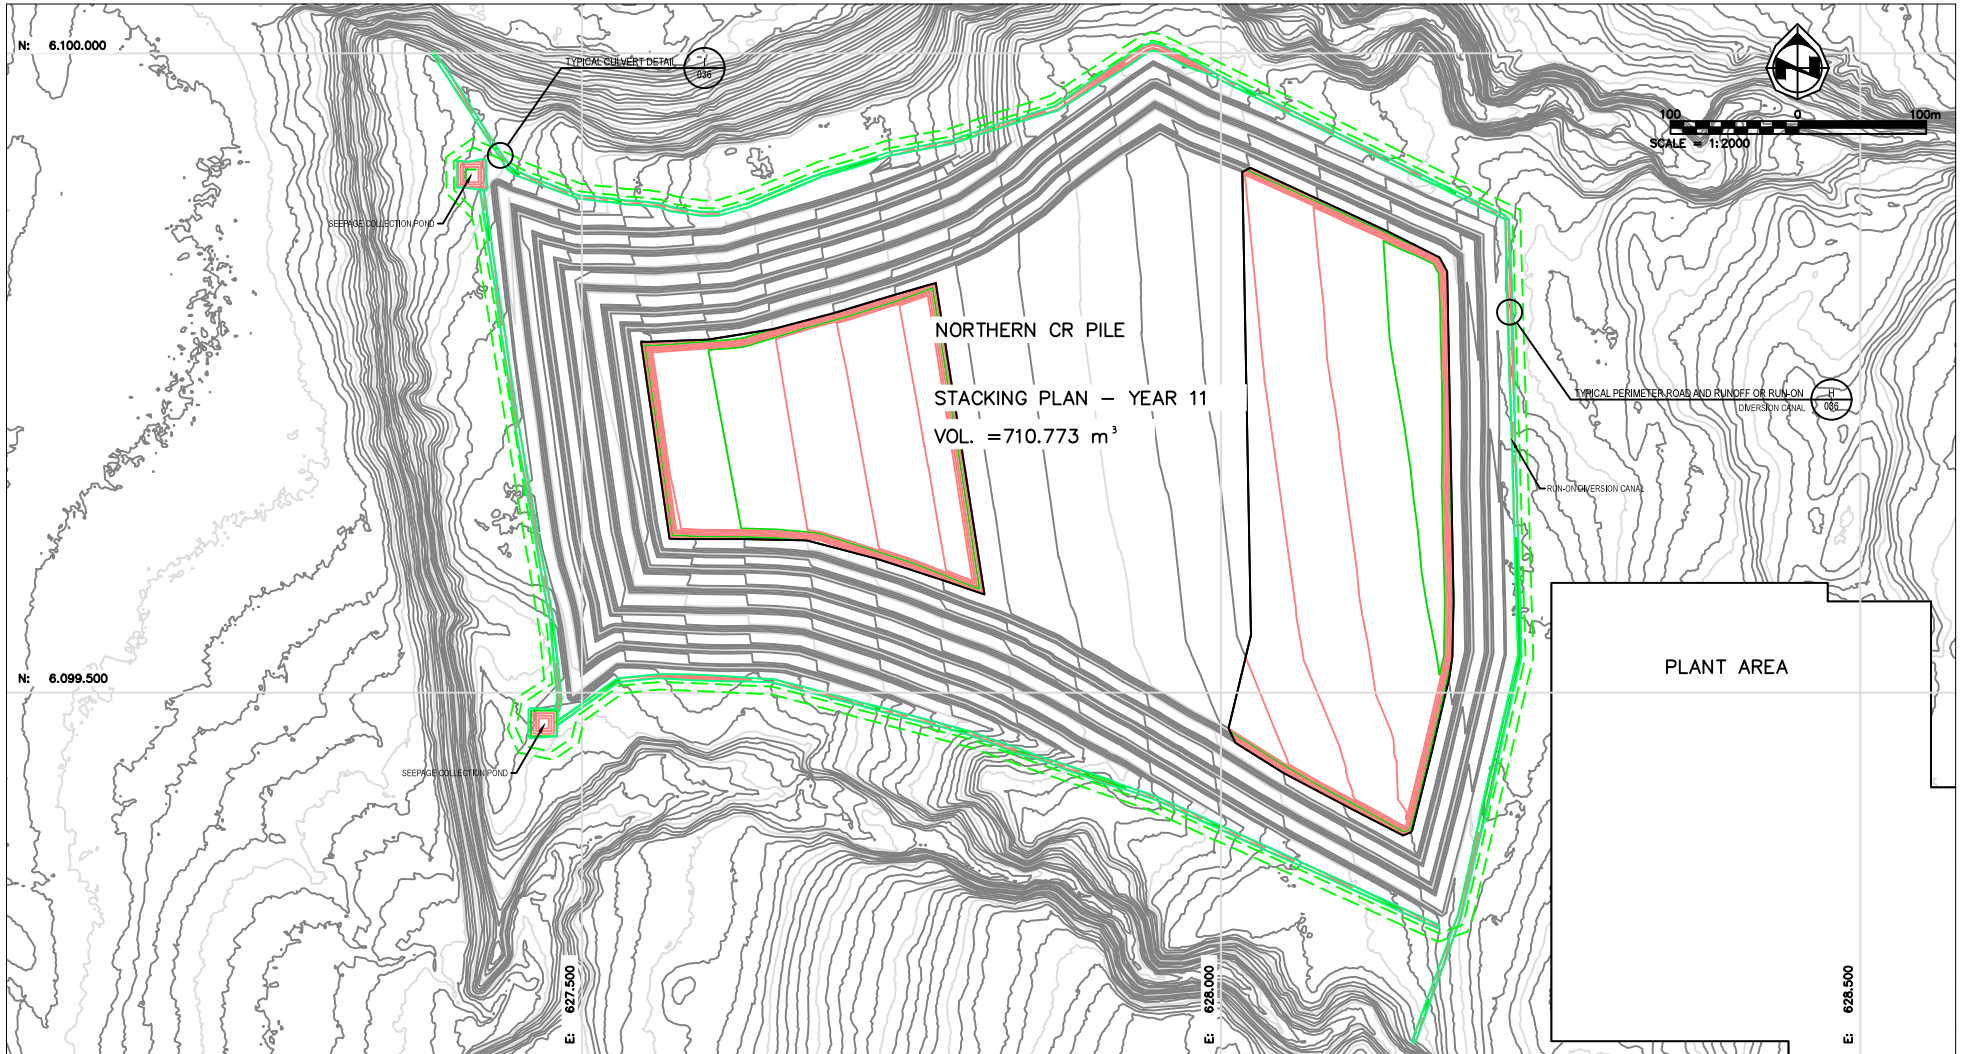 N: 6.100.000
TYPICAL CULVERT DETAIL
I
036
100 0 100m
SCALE = 1:2000
SEEPAGE COLLECTION POND
NORTHERN CR PILE
STACKING PLAN – YEAR 11
VOL. =710.773 m³
TYPICAL PERIMETER ROAD AND RUNOFF OR RUN-ON
DIVERSION CANAL
H
036
RUN-ON DIVERSION CANAL
N: 6.099.500
PLANT AREA
SEEPAGE COLLECTION POND
E: 627.500
E: 628.000
E: 628.500